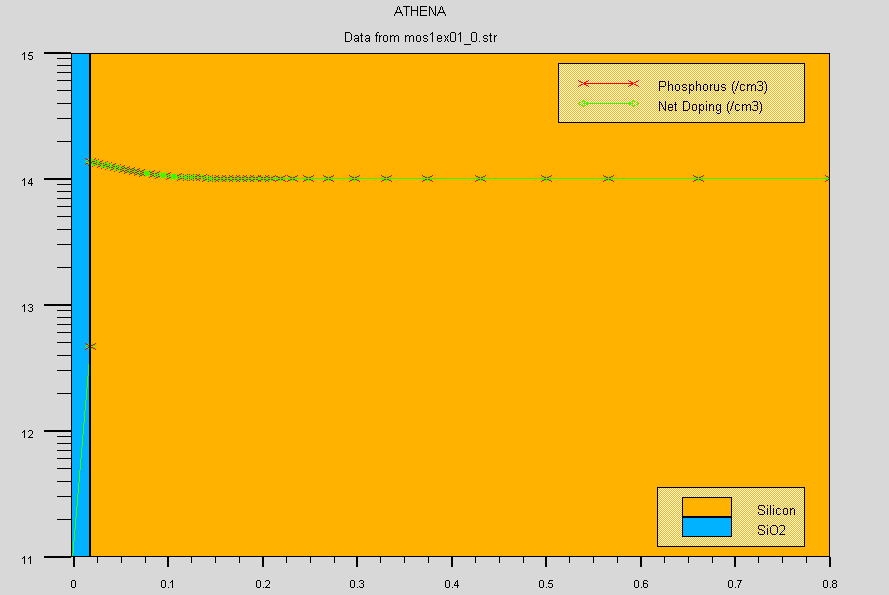 ATHENA
Data from mos1ex01_0.str
15
Phosphorus (/cm3)
Net Doping (/cm3)
14
13
12
Silicon
SiO2
11
0 0.1 0.2 0.3 0.4 0.5 0.6 0.7 0.8